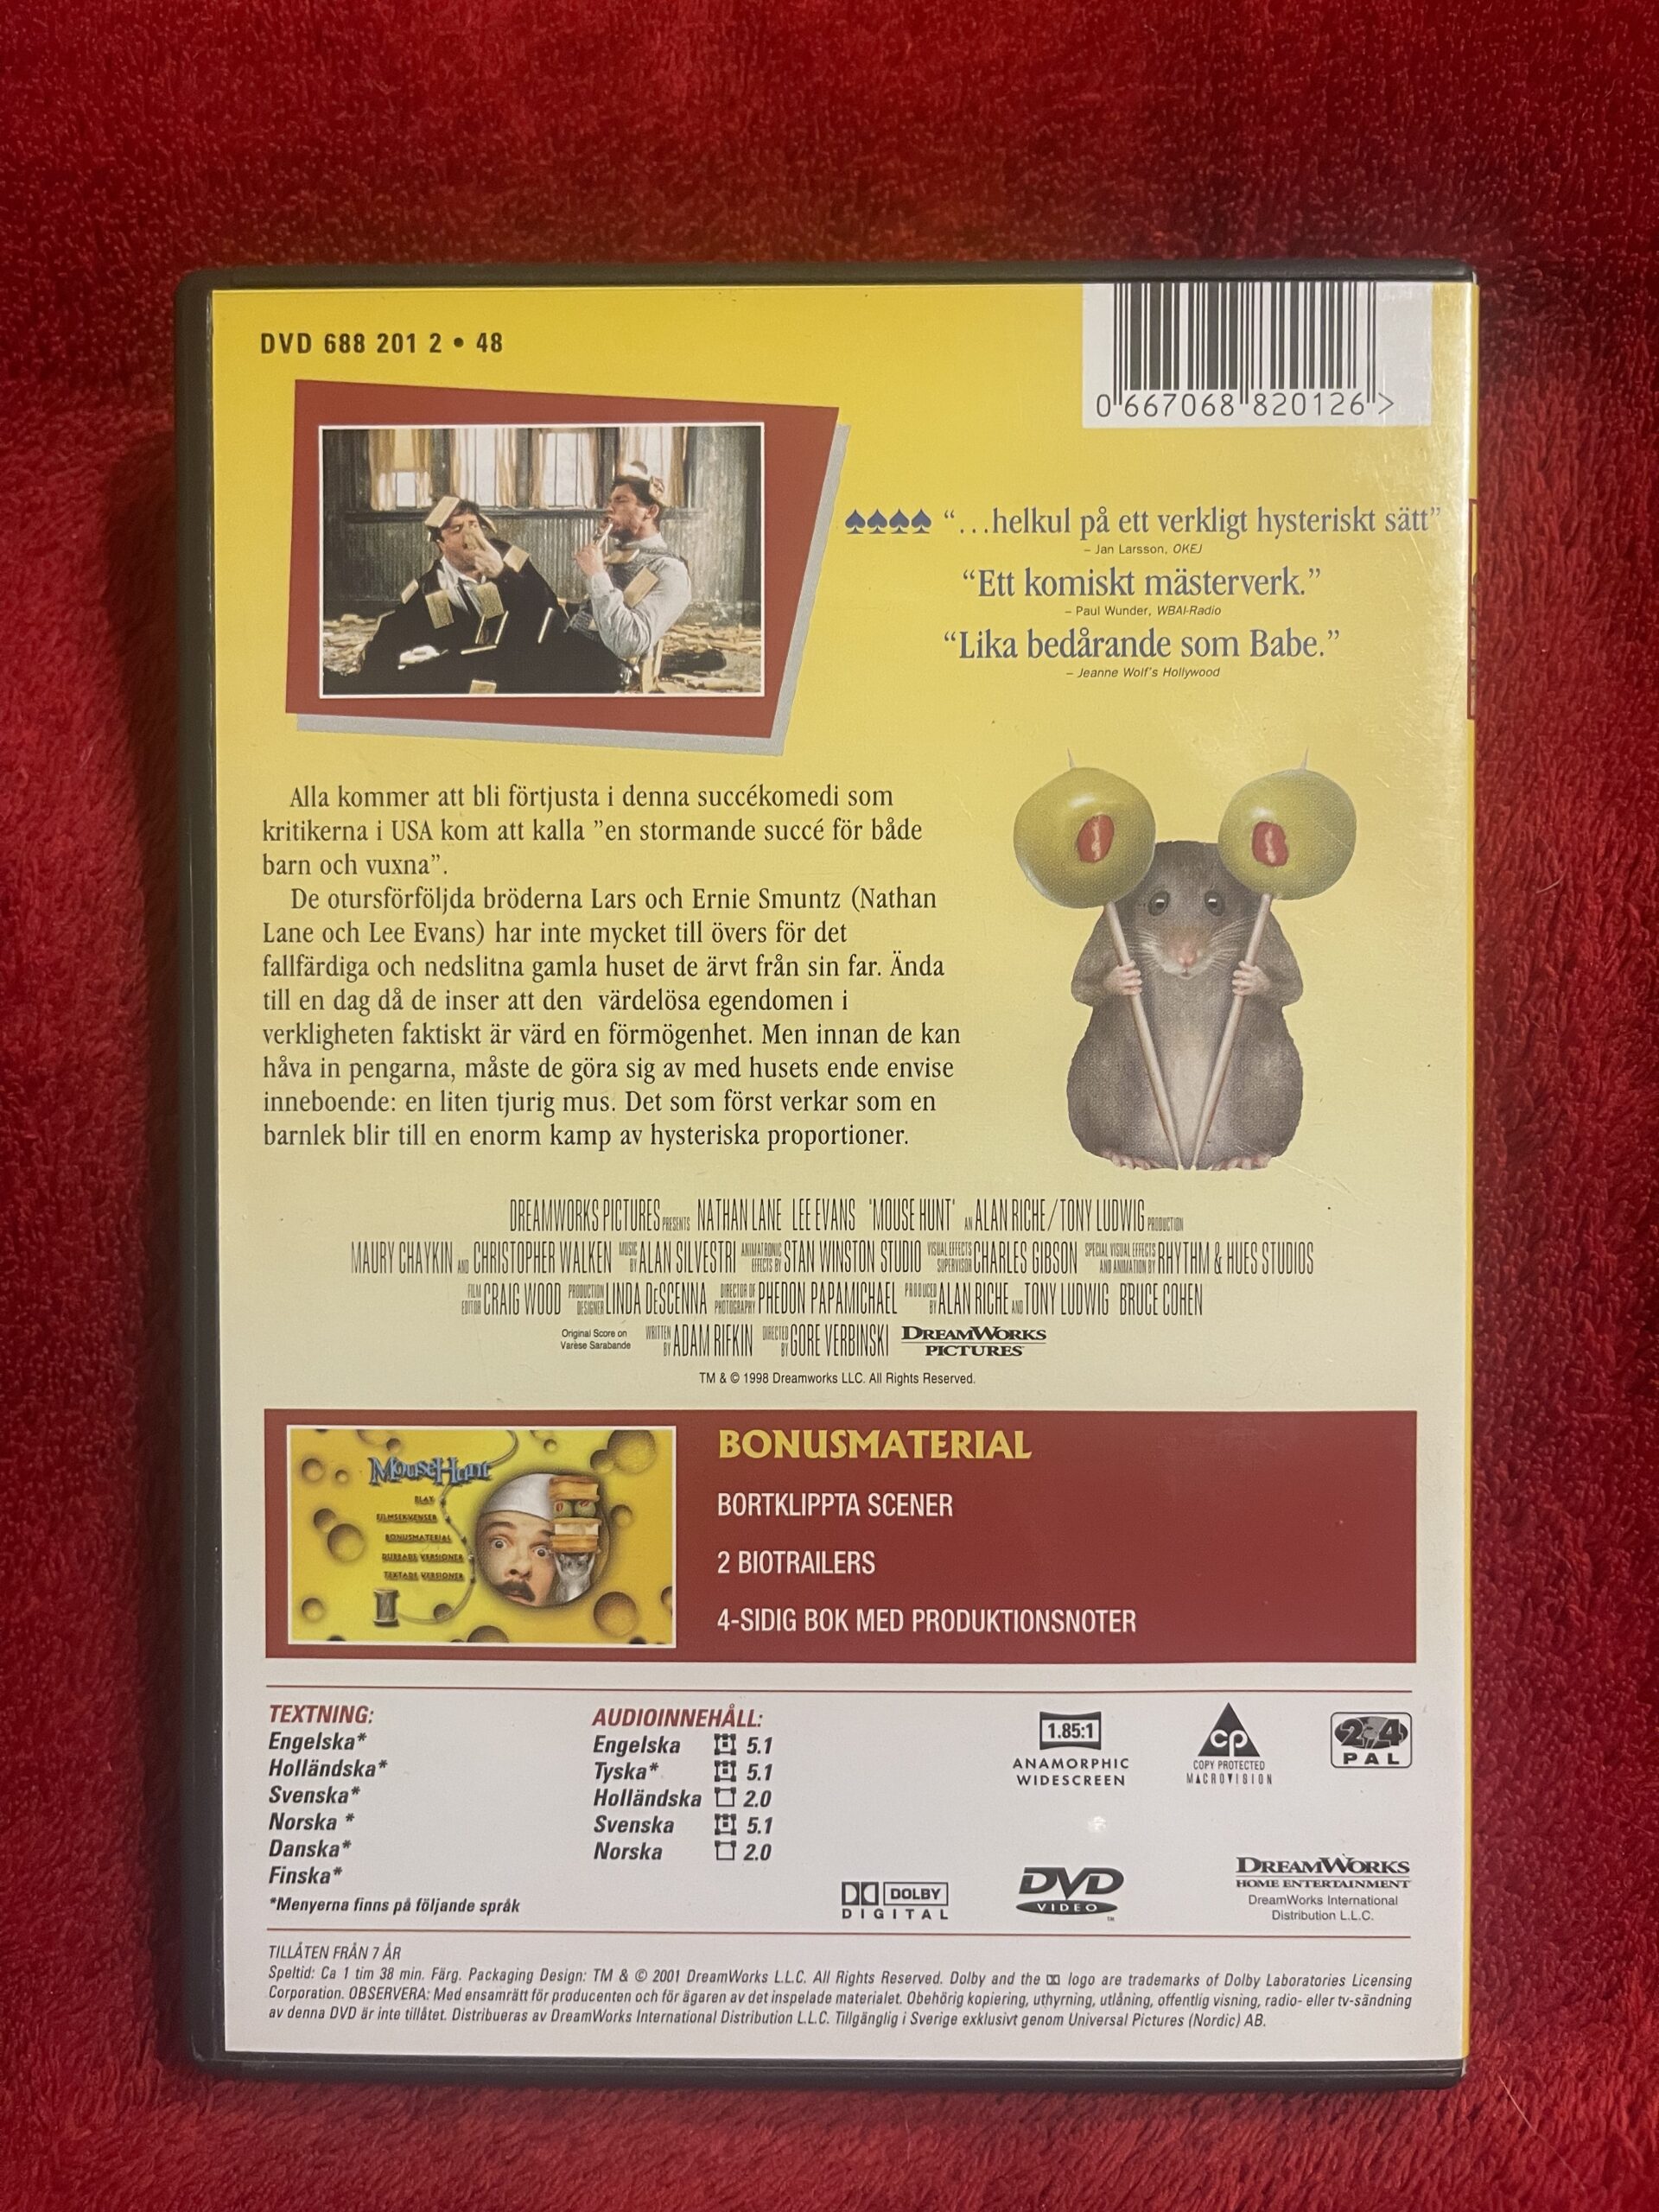 DVD 688 201 2 • 48
0 667068 820126 >
♠♠♠♠ “…helkul på ett verkligt hysteriskt sätt”
– Jan Larsson, OKEJ
“Ett komiskt mästerverk.”
– Paul Wunder, WBAI-Radio
“Lika bedårande som Babe.”
– Jeanne Wolf's Hollywood
Alla kommer att bli förtjusta i denna succékomedi som
kritikerna i USA kom att kalla ”en stormande succé för både
barn och vuxna”.
De otursförföljda bröderna Lars och Ernie Smuntz (Nathan
Lane och Lee Evans) har inte mycket till övers för det
fallfärdiga och nedslitna gamla huset de ärvt från sin far. Ända
till en dag då de inser att den värdelösa egendomen i
verkligheten faktiskt är värd en förmögenhet. Men innan de kan
håva in pengarna, måste de göra sig av med husets ende envise
inneboende: en liten tjurig mus. Det som först verkar som en
barnlek blir till en enorm kamp av hysteriska proportioner.
DREAMWORKS PICTURES PRESENTS NATHAN LANE LEE EVANS 'MOUSE HUNT' AN ALAN RICHE/TONY LUDWIG PRODUCTION
MAURY CHAYKIN AND CHRISTOPHER WALKEN MUSIC BY ALAN SILVESTRI ANIMATRONIC EFFECTS BY STAN WINSTON STUDIO VISUAL EFFECTS SUPERVISOR CHARLES GIBSON SPECIAL VISUAL EFFECTS AND ANIMATION BY RHYTHM & HUES STUDIOS
FILM EDITOR CRAIG WOOD PRODUCTION DESIGNER LINDA DeSCENNA DIRECTOR OF PHOTOGRAPHY PHEDON PAPAMICHAEL PRODUCED BY ALAN RICHE AND TONY LUDWIG BRUCE COHEN
Original Score on Varèse Sarabande WRITTEN BY ADAM RIFKIN DIRECTED BY GORE VERBINSKI DREAMWORKS PICTURES
TM & © 1998 Dreamworks LLC. All Rights Reserved.
MouseHunt
PLAY
FILMSEKVENSER
BONUSMATERIAL
DUBBADE VERSIONER
TEXTADE VERSIONER
BONUSMATERIAL
BORTKLIPPTA SCENER
2 BIOTRAILERS
4-SIDIG BOK MED PRODUKTIONSNOTER
TEXTNING:
Engelska*
Holländska*
Svenska*
Norska *
Danska*
Finska*
*Menyerna finns på följande språk
AUDIOINNEHÅLL:
Engelska 5.1
Tyska* 5.1
Holländska 2.0
Svenska 5.1
Norska 2.0
1.85:1
ANAMORPHIC
WIDESCREEN
cp
COPY PROTECTED
MACROVISION
2 4
PAL
DOLBY
DIGITAL
DVD
VIDEO
TM
DREAMWORKS
HOME ENTERTAINMENT
DreamWorks International
Distribution L.L.C.
TILLÅTEN FRÅN 7 ÅR
Speltid: Ca 1 tim 38 min. Färg. Packaging Design: TM & © 2001 DreamWorks L.L.C. All Rights Reserved. Dolby and the logo are trademarks of Dolby Laboratories Licensing
Corporation. OBSERVERA: Med ensamrätt för producenten och för ägaren av det inspelade materialet. Obehörig kopiering, uthyrning, utlåning, offentlig visning, radio- eller tv-sändning
av denna DVD är inte tillåtet. Distribueras av DreamWorks International Distribution L.L.C. Tillgänglig i Sverige exklusivt genom Universal Pictures (Nordic) AB.